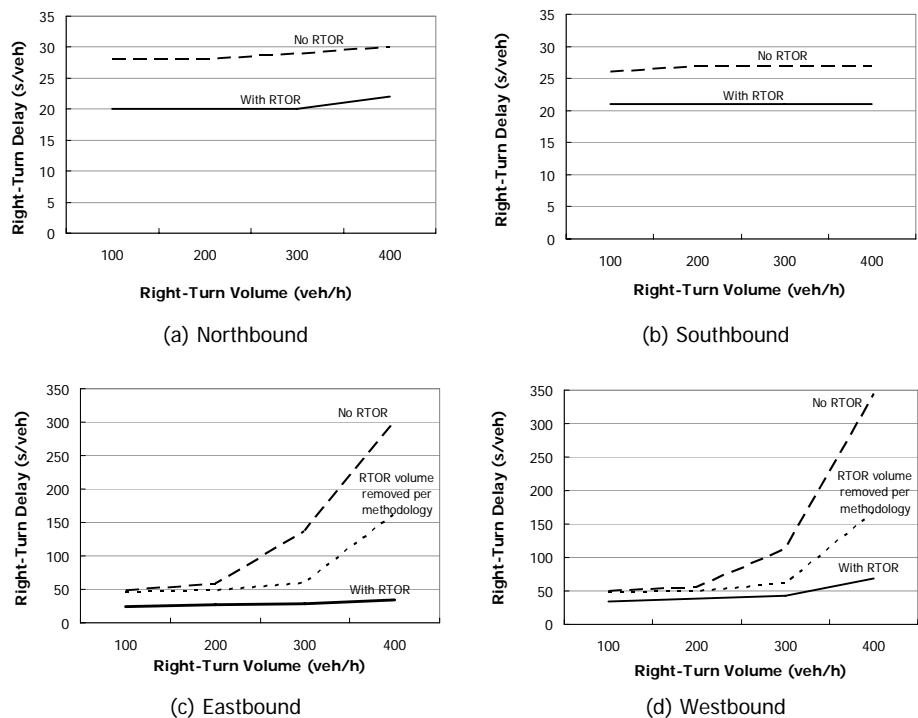 35
30
25
20
15
10
5
0
Right-Turn Delay (s/veh)
No RTOR
With RTOR
100 200 300 400
Right-Turn Volume (veh/h)
(a) Northbound
35
30
25
20
15
10
5
0
Right-Turn Delay (s/veh)
No RTOR
With RTOR
100 200 300 400
Right-Turn Volume (veh/h)
(b) Southbound
350
300
250
200
150
100
50
0
Right-Turn Delay (s/veh)
No RTOR
RTOR volume
removed per
methodology
With RTOR
100 200 300 400
Right-Turn Volume (veh/h)
(c) Eastbound
350
300
250
200
150
100
50
0
Right-Turn Delay (s/veh)
No RTOR
RTOR volume
removed per
methodology
With RTOR
100 200 300 400
Right-Turn Volume (veh/h)
(d) Westbound